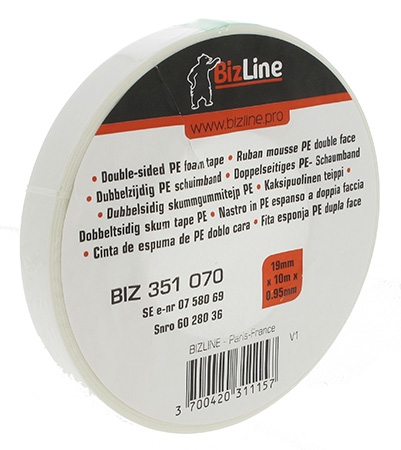 BizLine
www.bizline.pro
• Double-sided PE foam tape • Ruban mousse PE double face
• Dubbelzijdig PE schuimband • Doppelseitiges PE- Schaumband
• Dubbelsidig skumgummitejp PE • Kaksipuolinen teippi •
Dobbeltsidig skum tape PE • Nastro in PE espanso a doppia faccia
• Cinta de espuma de PE doblo cara • Fita esponja PE dupla face
BIZ 351 070
SE e-nr 07 580 69
Snro 60 280 36
19mm
x 10m x
0.95mm
BIZLINE - Paris-France
V1
3 700420 311157